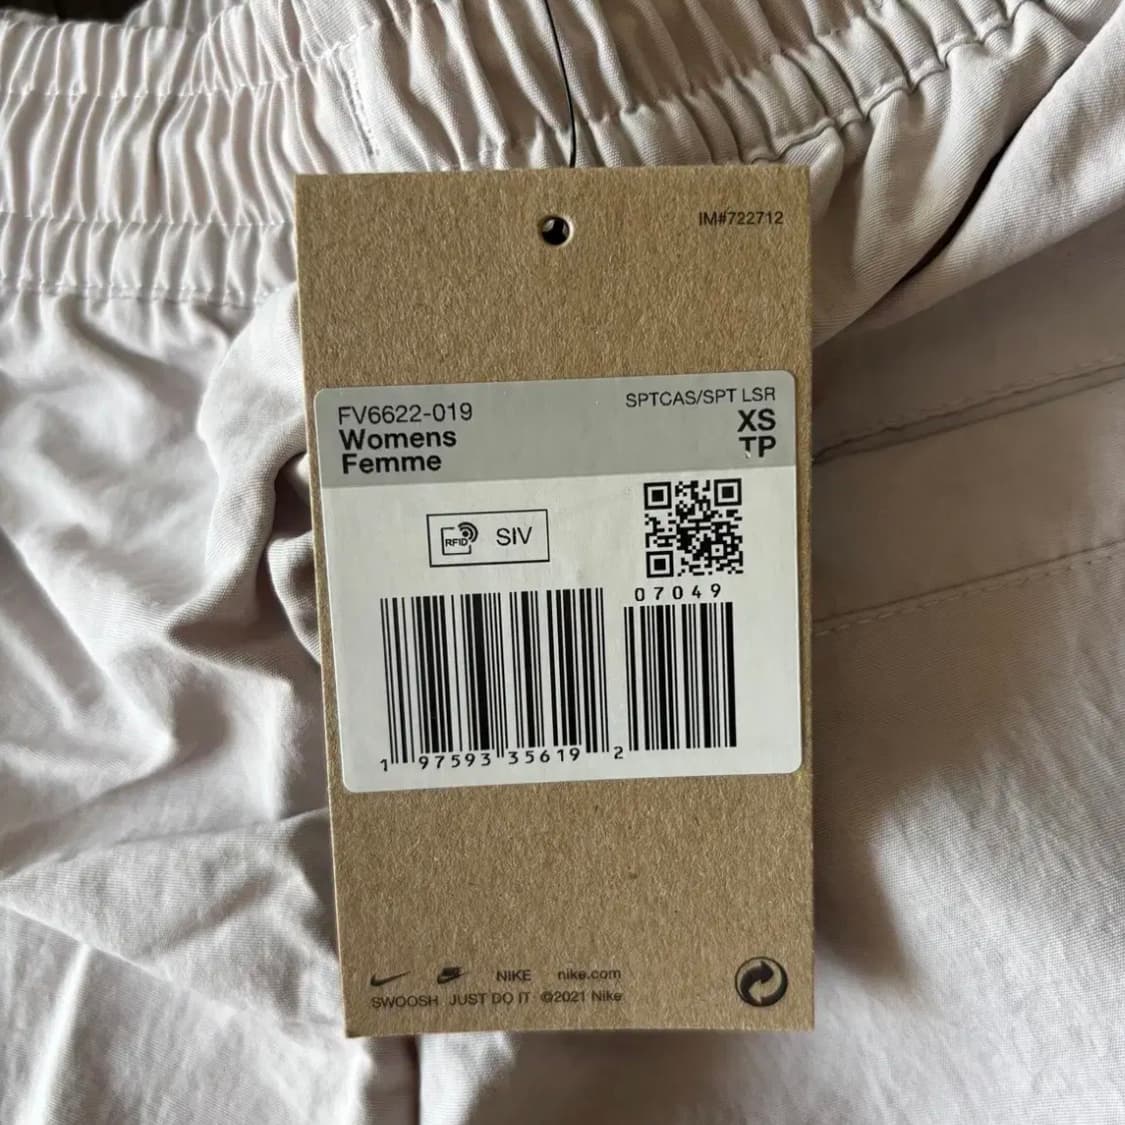 IM#722712
FV6622-019
SPTCAS/SPT LSR
Womens
XS
Femme
TP
RFID SIV
07049
1 97593 35619 2
NIKE nike.com
SWOOSH JUST DO IT ©2021 Nike